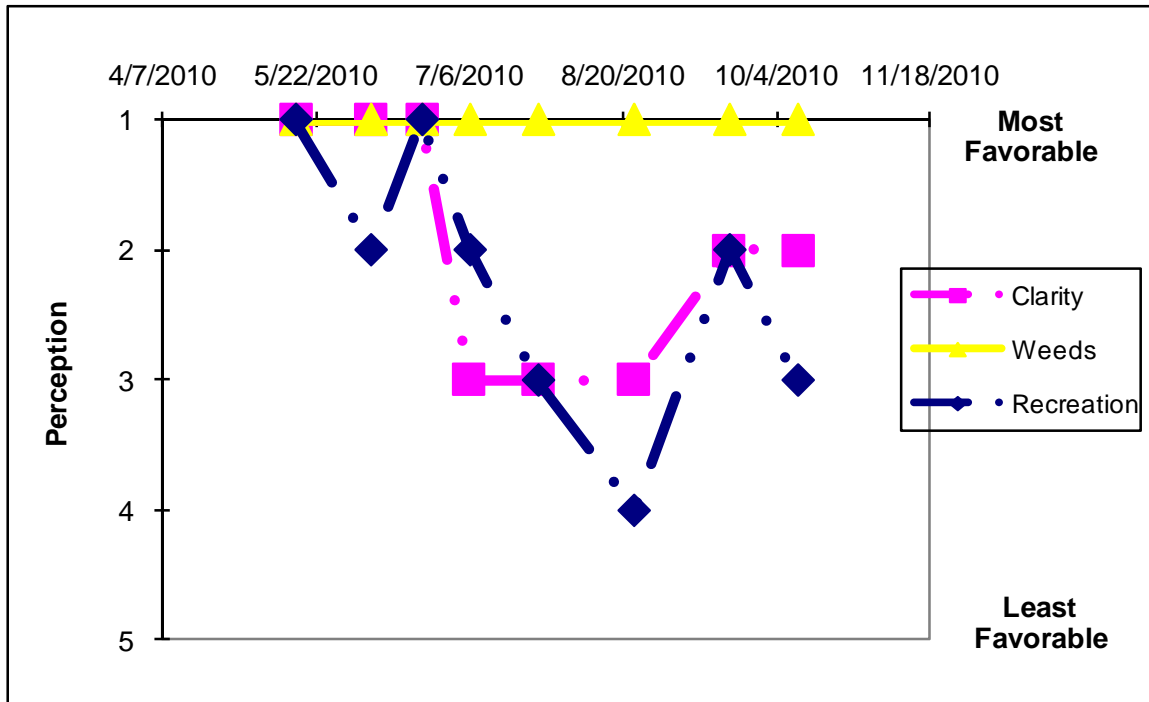 4/7/2010 5/22/2010 7/6/2010 8/20/2010 10/4/2010 11/18/2010
1
2
3
4
5
Perception
Most
Favorable
Clarity
Weeds
Recreation
Least
Favorable